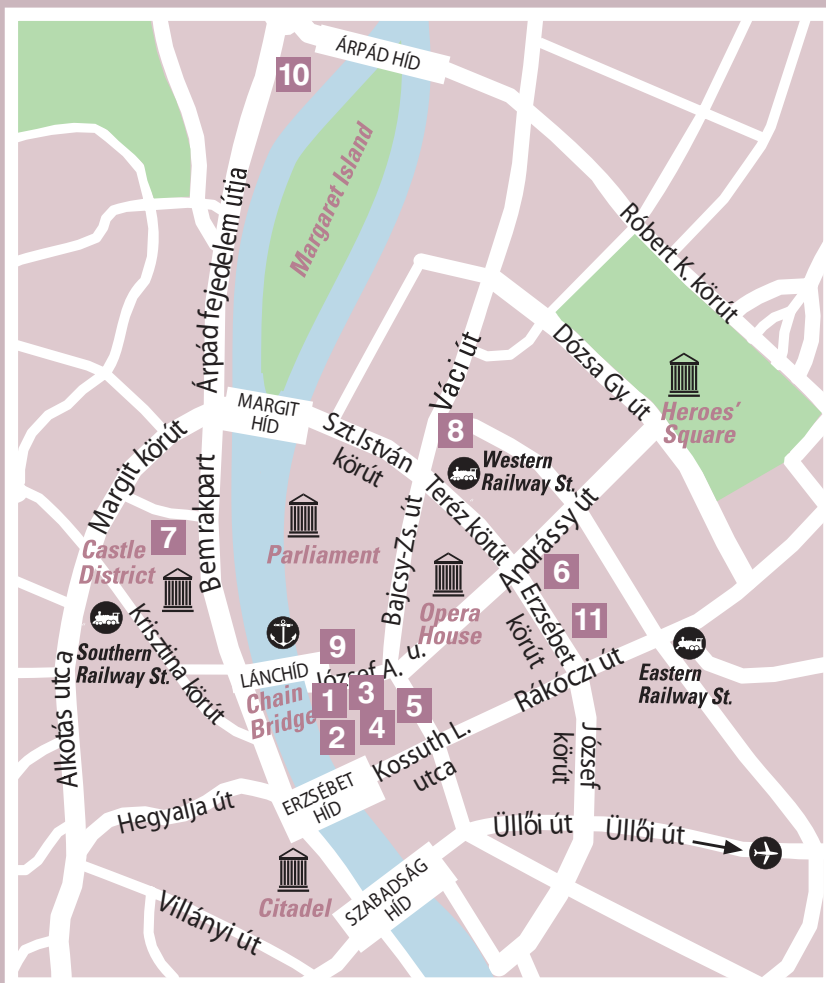 ÁRPÁD HÍD
10
Margaret Island
Árpád fejedelem útja
Róbert K. körút
Dózsa Gy. út
Váci út
MARGIT
HÍD
Heroes'
Square
8
Szt.István
körút
Margit körút
Western
Railway St.
Teréz körút
Andrássy út
7
Castle
District
Bem rakpart
Parliament
Bajcsy-Zs. út
6
Opera
House
Erzsébet
körút
11
Krisztina körút
Southern
Railway St.
9
József A. u.
LÁNCHÍD
Chain
Bridge
1
3
5
2
4
Rákóczi út
Eastern
Railway St.
Alkotás utca
Kossuth L.
utca
József
körút
ERZSÉBET
HÍD
Hegyalja út
Üllői út
Üllői út
Citadel
SZABADSÁG
HÍD
Villányi út